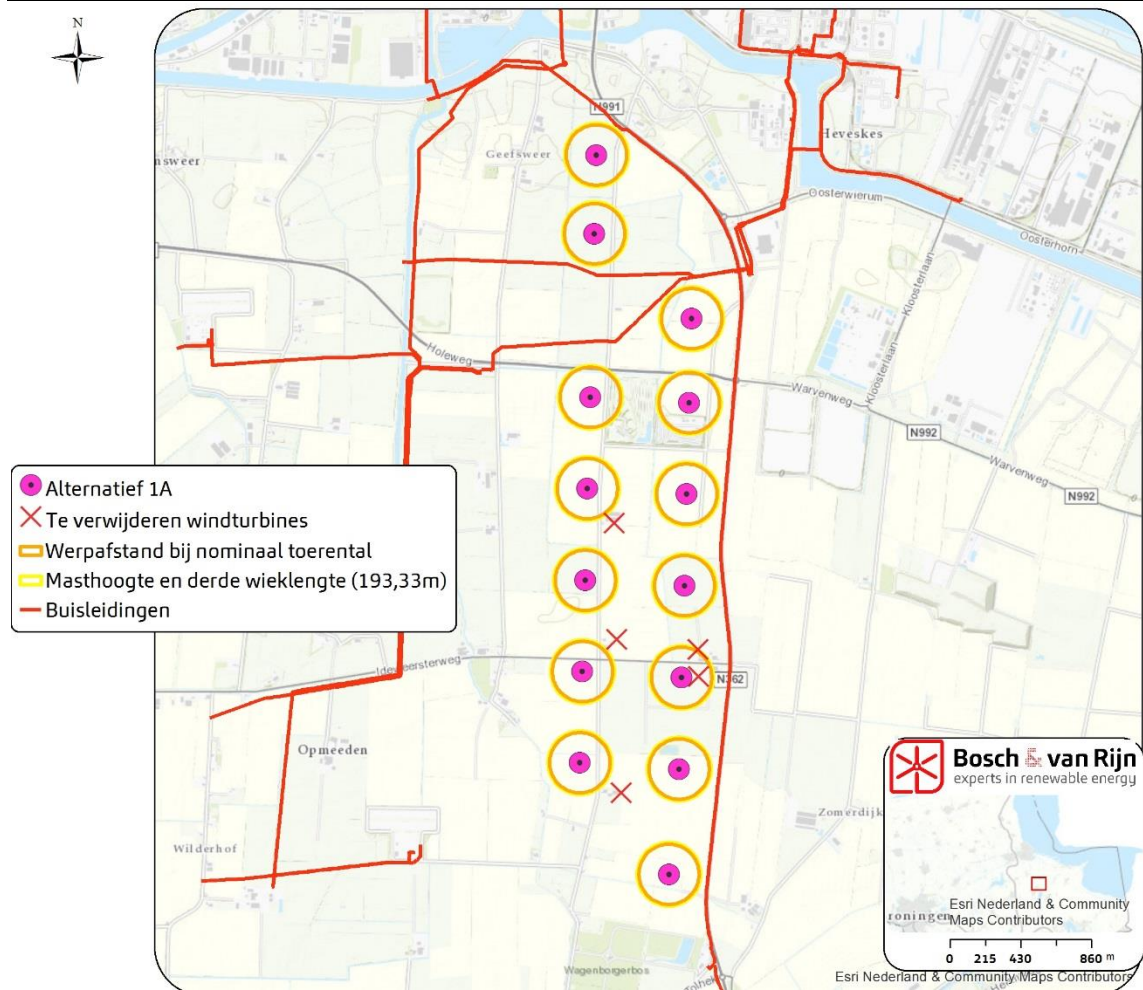 N
N991
Geefsweer
Heveskes
Oosterwierum
Oosterhorn
Kloosterlaan
Holeweg
Warvenweg
Kloosterlaan
N992
Warvenweg
N992
Alternatief 1A
Te verwijderen windturbines
Werpafstand bij nominaal toerental
Masthoogte en derde wieklengte (193,33m)
Buisleidingen
Ideweersterweg
N362
Opmeeden
Bosch & van Rijn
experts in renewable energy
Zomerdijk
Wilderhof
Esri Nederland & Community
Maps Contributors
0 215 430 860 m
Wagenborgerbos
Esri Nederland & Community Maps Contributors